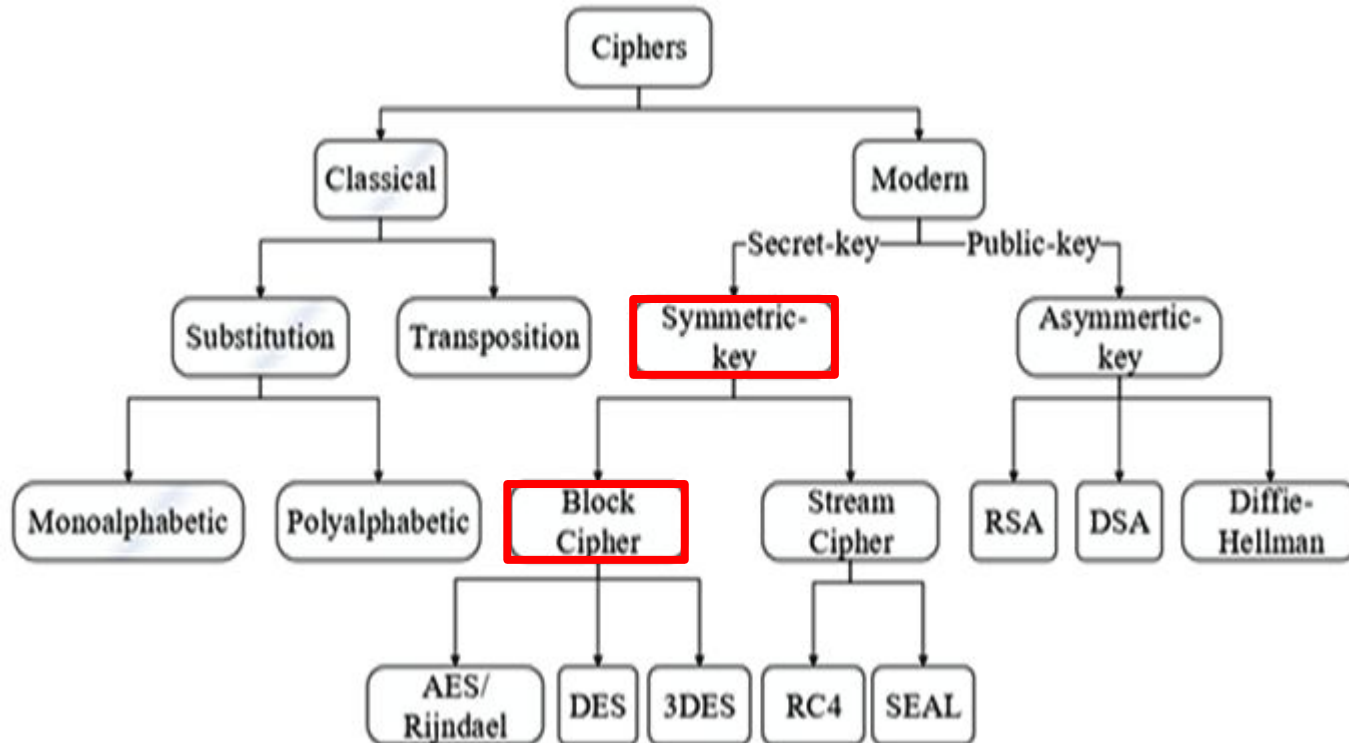 Ciphers
Classical
Modern
Secret-key
Public-key
Substitution
Transposition
Symmetric-
key
Asymmertic-
key
Monoalphabetic
Polyalphabetic
Block
Cipher
Stream
Cipher
RSA
DSA
Diffie-
Hellman
AES/
Rijndael
DES
3DES
RC4
SEAL